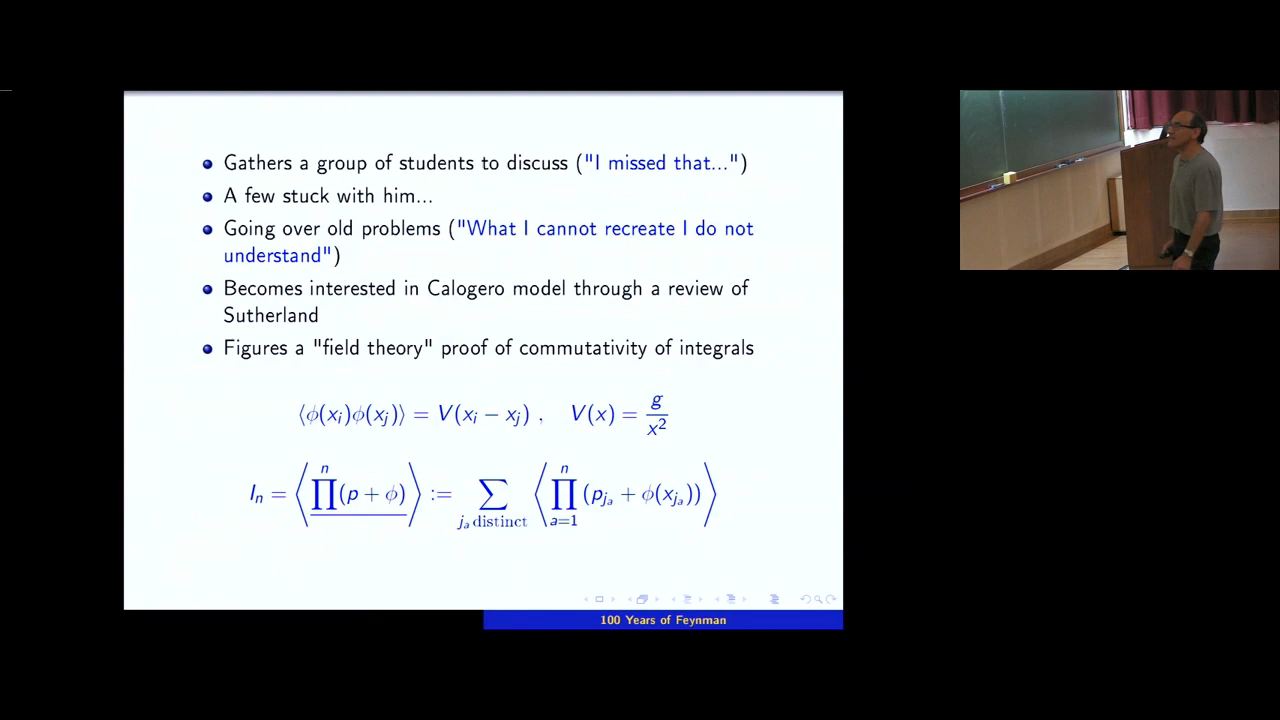 Gathers a group of students to discuss ("I missed that...")
A few stuck with him...
Going over old problems ("What I cannot recreate I do not
understand")
Becomes interested in Calogero model through a review of
Sutherland
Figures a "field theory" proof of commutativity of integrals
⟨ϕ(x_i)ϕ(x_j)⟩ = V(x_i − x_j) , V(x) = g/x²
I_n = ⟨∏^n (p + ϕ)⟩ := ∑_{j_a distinct} ⟨∏_{a=1}^n (p_{j_a} + ϕ(x_{j_a}))⟩
100 Years of Feynman